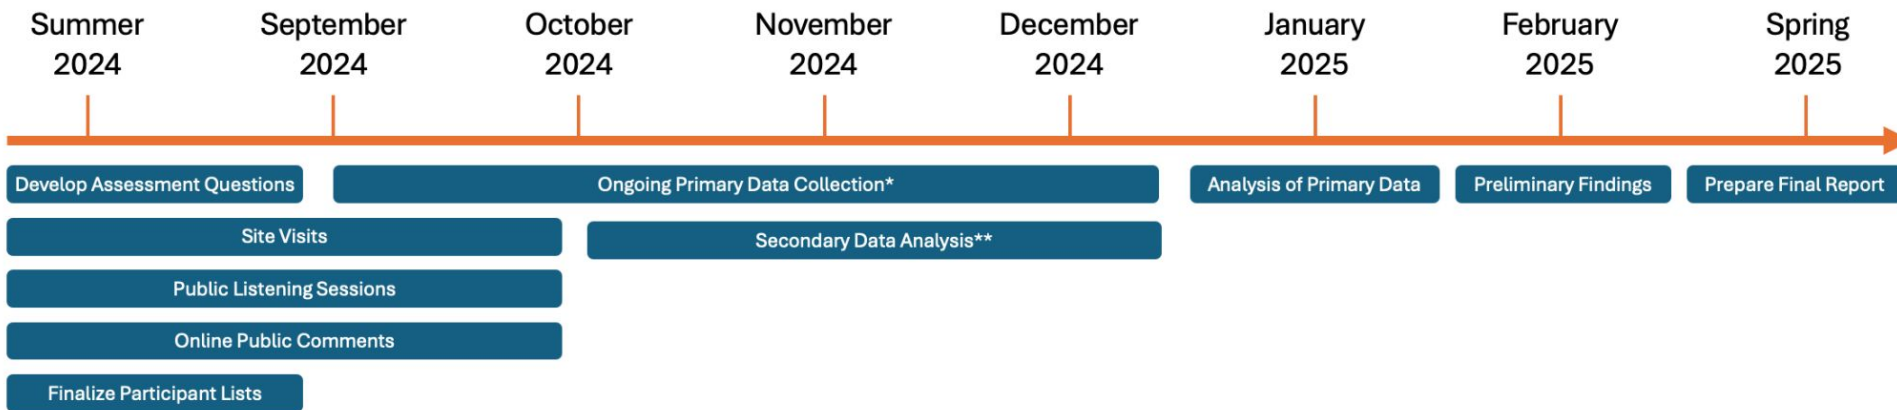 Summer September October November December January February Spring
2024 2024 2024 2024 2024 2025 2025 2025
Develop Assessment Questions Ongoing Primary Data Collection* Analysis of Primary Data Preliminary Findings Prepare Final Report
Site Visits Secondary Data Analysis**
Public Listening Sessions
Online Public Comments
Finalize Participant Lists